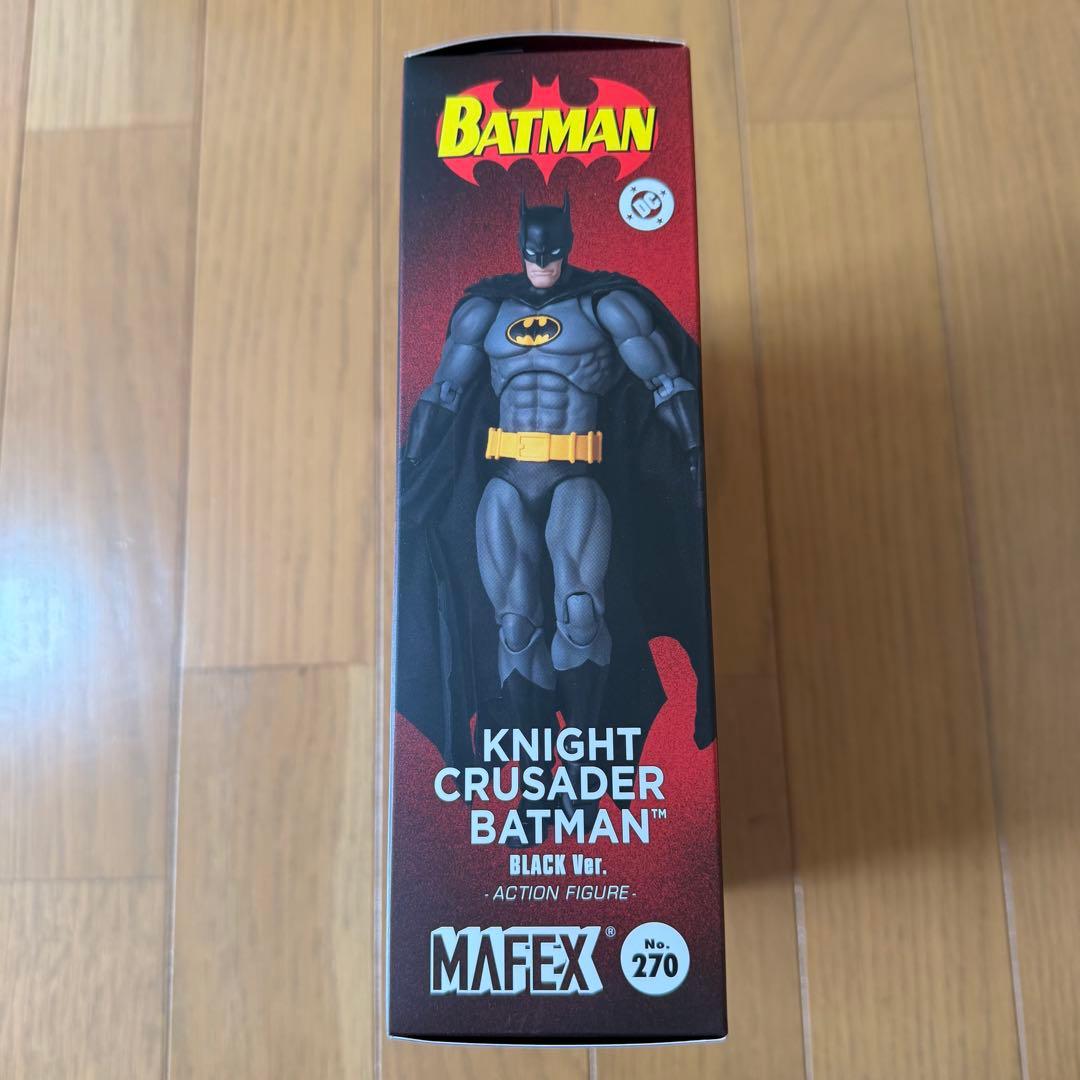 BATMAN
DC
KNIGHT
CRUSADER
BATMAN™
BLACK Ver.
- ACTION FIGURE -
MAFEX®
No.
270